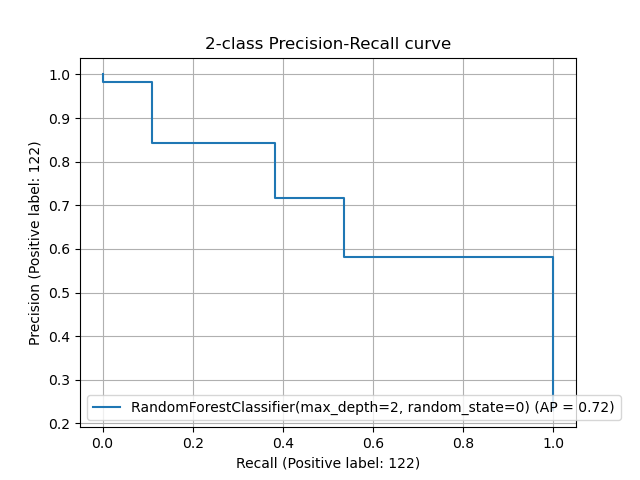 2-class Precision-Recall curve
1.0
0.9
0.8
0.7
0.6
0.5
0.4
0.3
0.2
Precision (Positive label: 122)
RandomForestClassifier(max_depth=2, random_state=0) (AP = 0.72)
0.0 0.2 0.4 0.6 0.8 1.0
Recall (Positive label: 122)